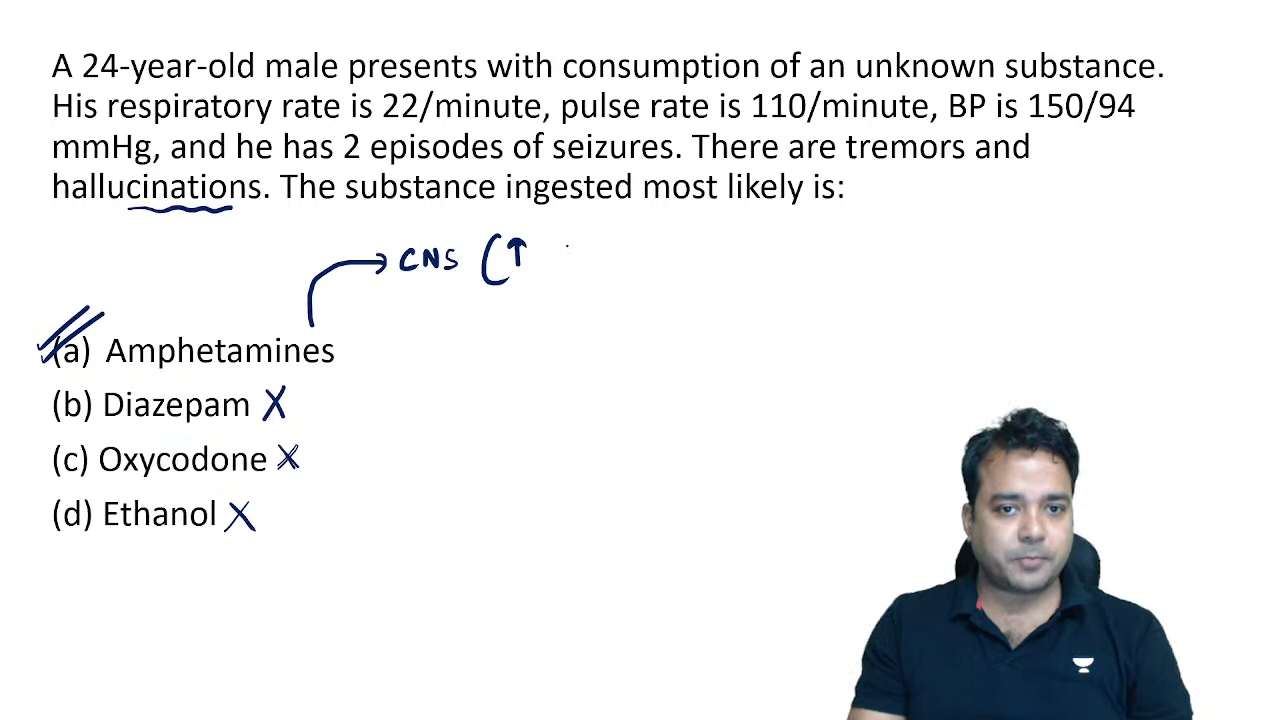 A 24-year-old male presents with consumption of an unknown substance.
His respiratory rate is 22/minute, pulse rate is 110/minute, BP is 150/94
mmHg, and he has 2 episodes of seizures. There are tremors and
hallucinations. The substance ingested most likely is:
CNS (↑
(a) Amphetamines
(b) Diazepam X
(c) Oxycodone X
(d) Ethanol X